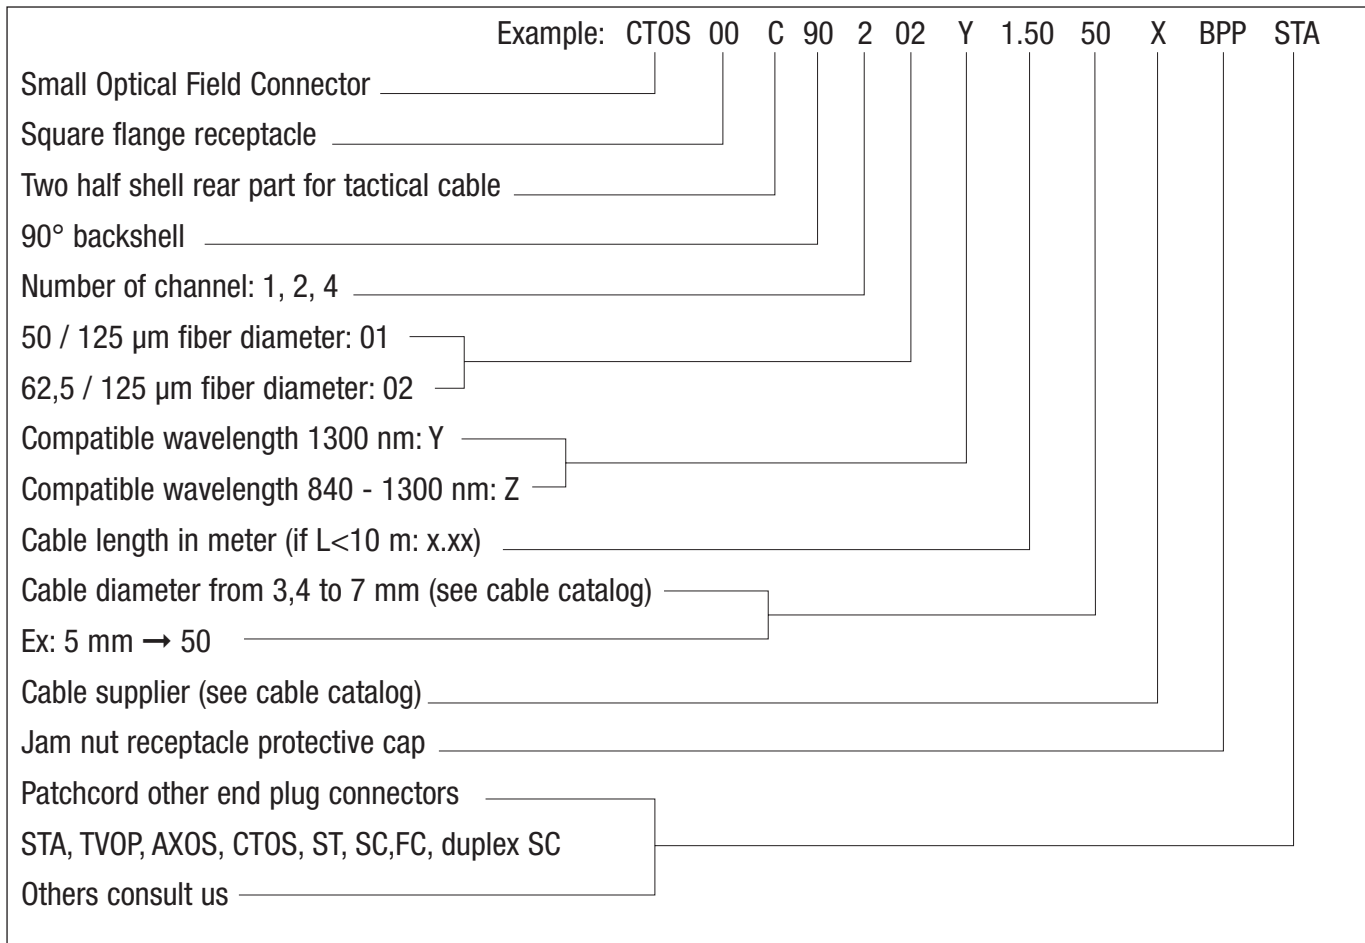 Example: CTOS 00 C 90 2 02 Y 1.50 50 X BPP STA
Small Optical Field Connector
Square flange receptacle
Two half shell rear part for tactical cable
90° backshell
Number of channel: 1, 2, 4
50 / 125 µm fiber diameter: 01
62,5 / 125 µm fiber diameter: 02
Compatible wavelength 1300 nm: Y
Compatible wavelength 840 - 1300 nm: Z
Cable length in meter (if L<10 m: x.xx)
Cable diameter from 3,4 to 7 mm (see cable catalog)
Ex: 5 mm ➞ 50
Cable supplier (see cable catalog)
Jam nut receptacle protective cap
Patchcord other end plug connectors
STA, TVOP, AXOS, CTOS, ST, SC,FC, duplex SC
Others consult us